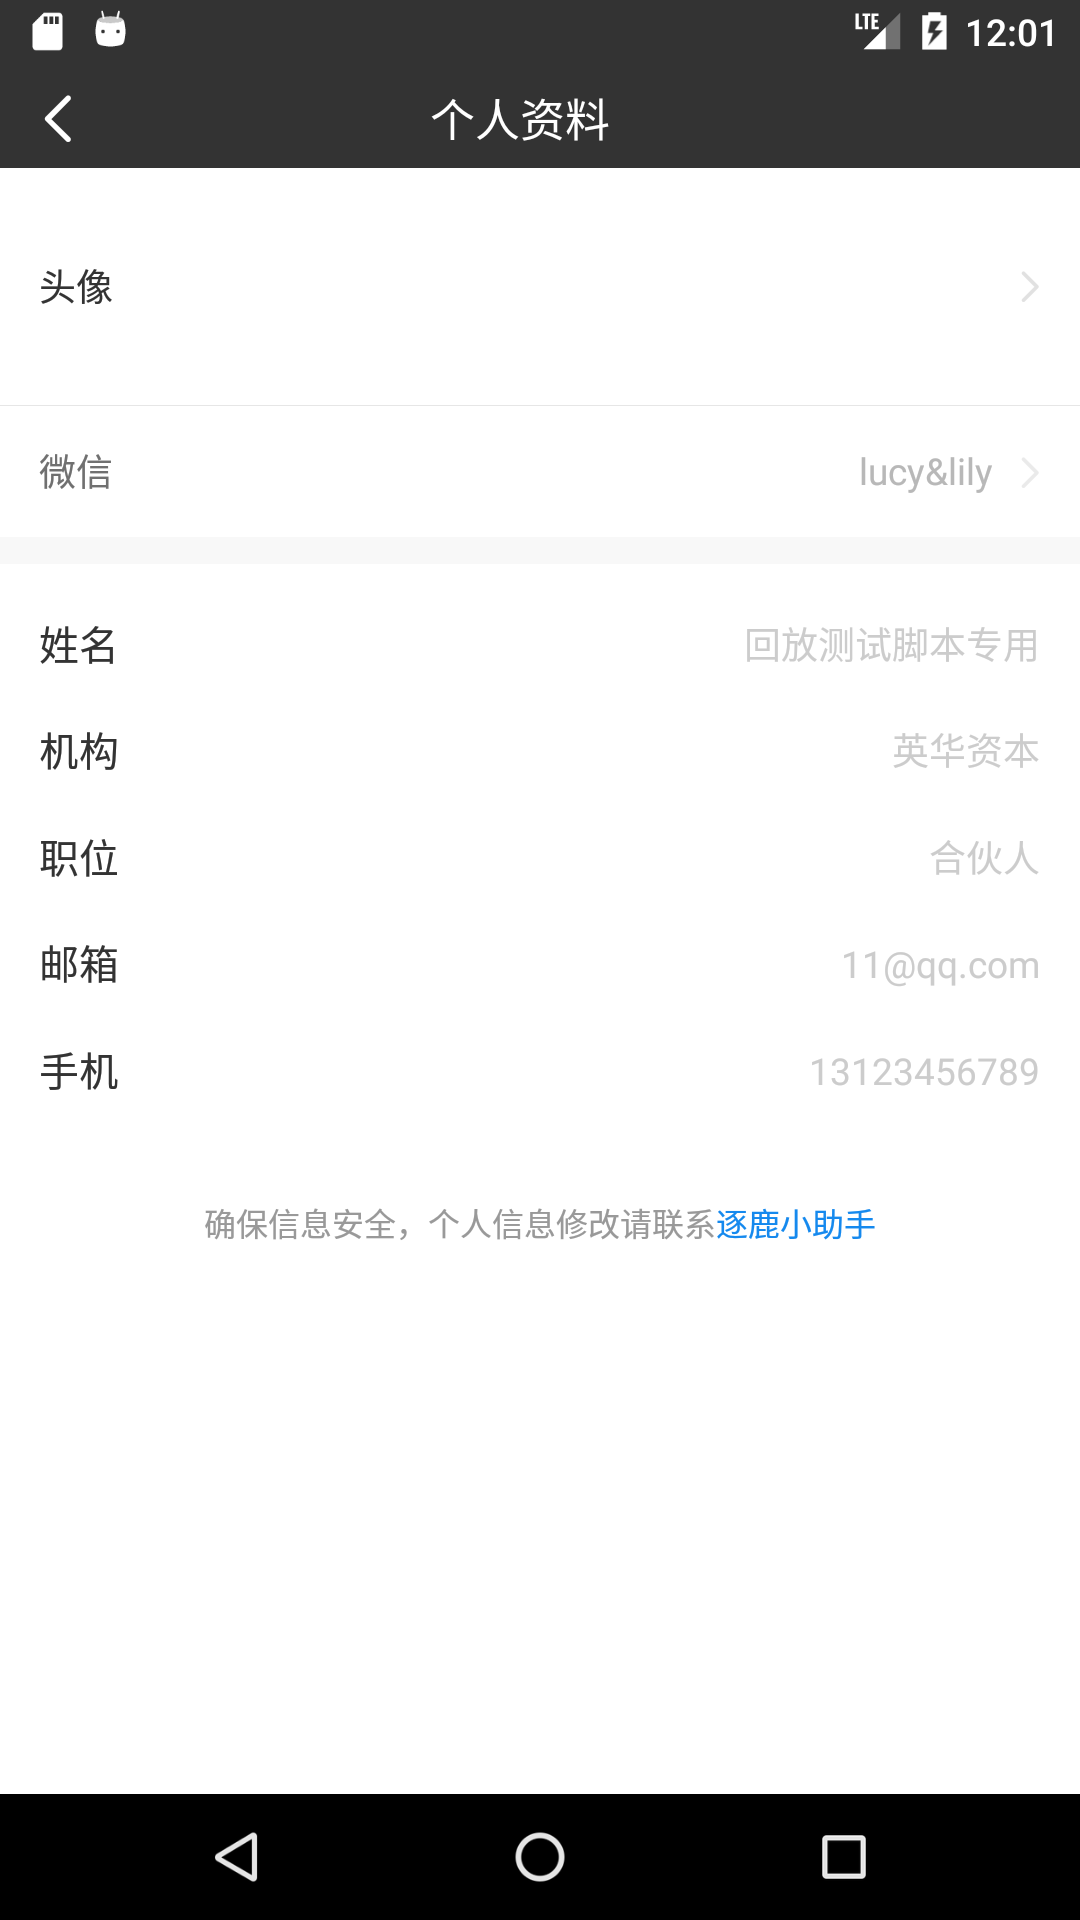 LTE 12:01
个人资料
头像
微信 lucy&lily
姓名 回放测试脚本专用
机构 英华资本
职位 合伙人
邮箱 11@qq.com
手机 13123456789
确保信息安全，个人信息修改请联系逐鹿小助手